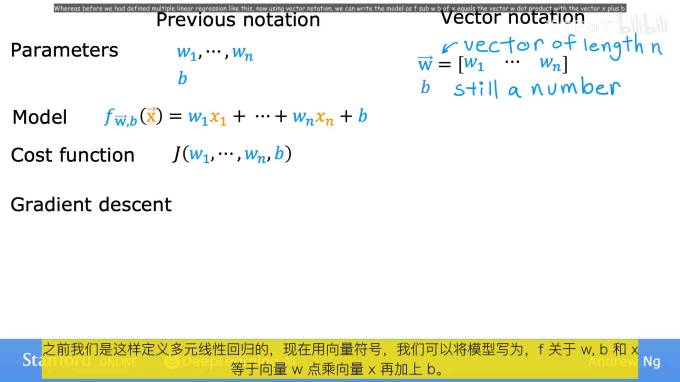 Whereas before we had defined multiple linear regression like this, now using vector notation, we can write the model as f sub w b of x equals the vector w dot product with the vector x plus b.
Previous notation
Vector notation
Parameters
w₁,⋯,wₙ
b
vector of length n
w⃗ = [w₁ ⋯ wₙ]
b still a number
Model
f_w⃗,b(x⃗) = w₁x₁ + ⋯ + wₙxₙ + b
Cost function
J(w₁,⋯,wₙ,b)
Gradient descent
bilibili
之前我们是这样定义多元线性回归的，现在用向量符号，我们可以将模型写为，f 关于 w, b 和 x
等于向量 w 点乘向量 x 再加上 b。
Andrew Ng